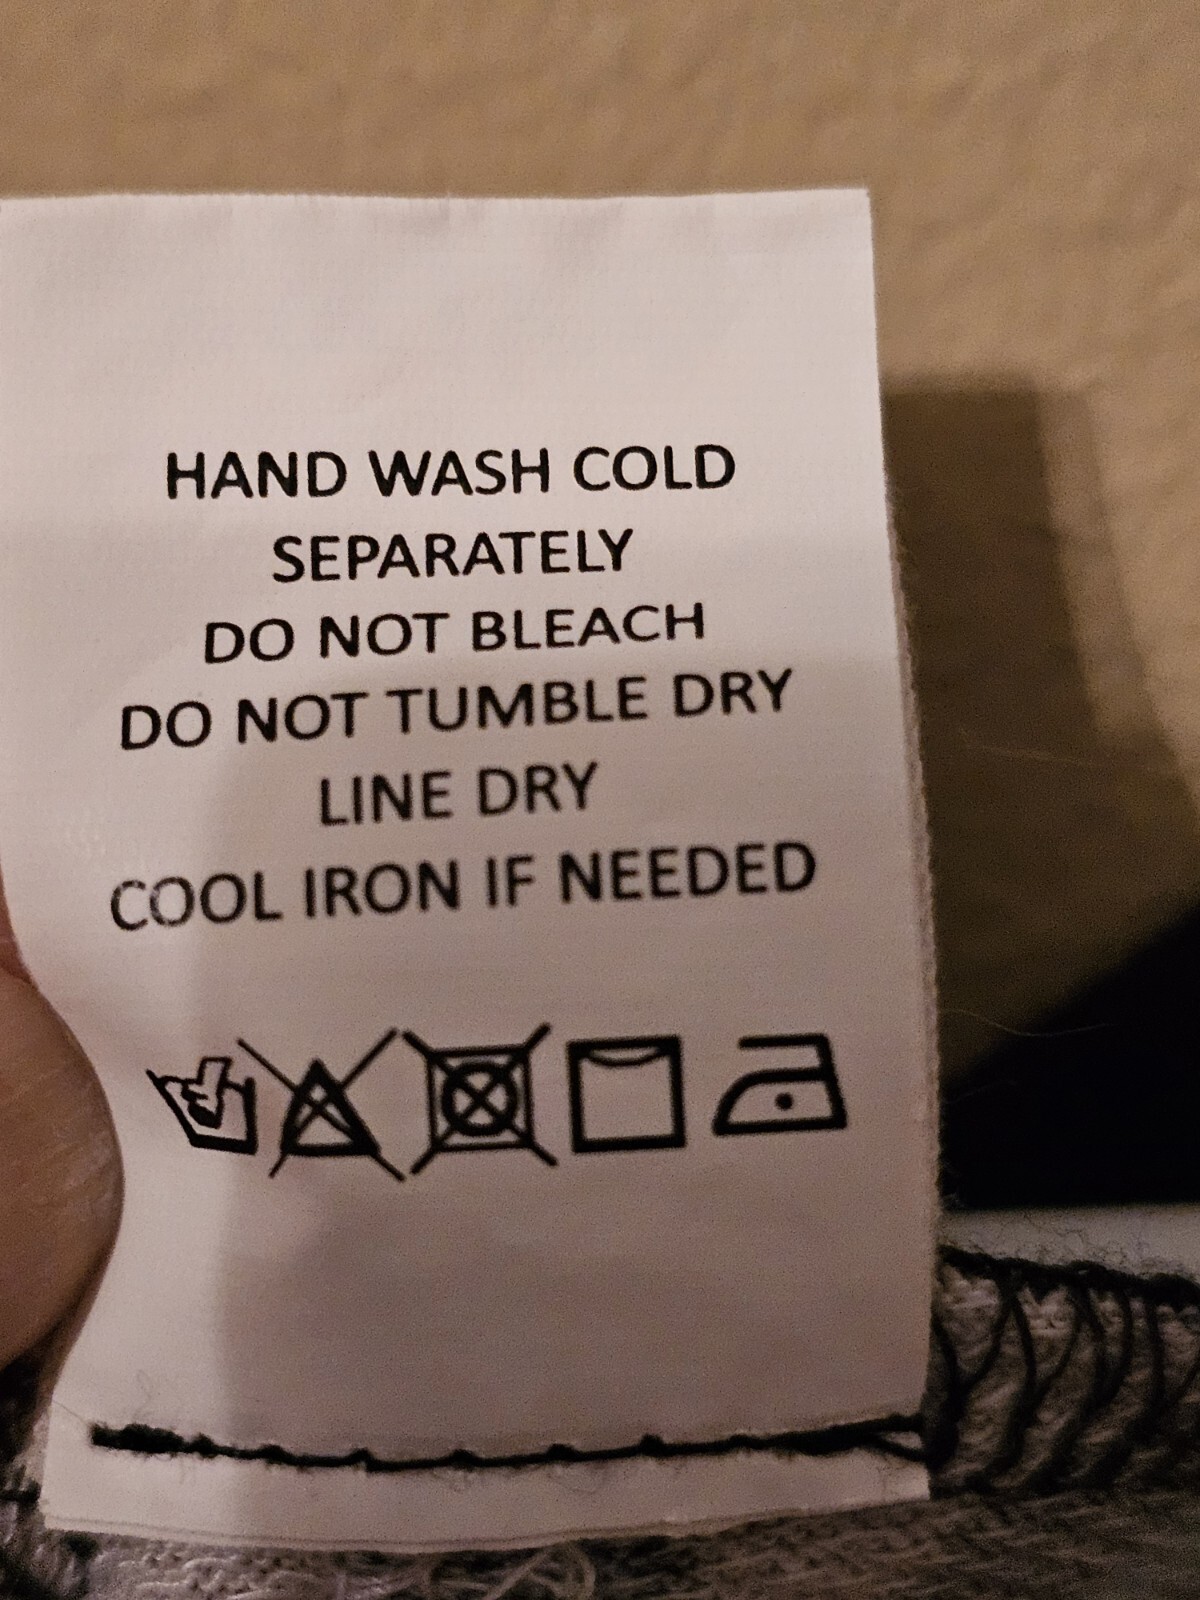 HAND WASH COLD
SEPARATELY
DO NOT BLEACH
DO NOT TUMBLE DRY
LINE DRY
COOL IRON IF NEEDED